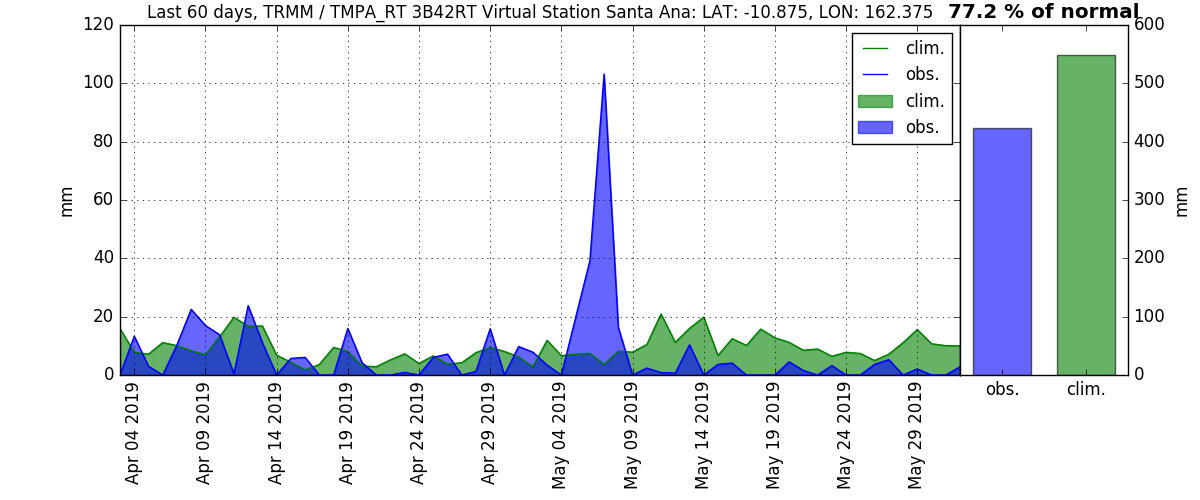 Last 60 days, TRMM / TMPA_RT 3B42RT Virtual Station Santa Ana: LAT: -10.875, LON: 162.375 77.2 % of normal
120
100
80
60
40
20
0
mm
clim.
obs.
clim.
obs.
600
500
400
300
200
100
0
mm
Apr 04 2019
Apr 09 2019
Apr 14 2019
Apr 19 2019
Apr 24 2019
Apr 29 2019
May 04 2019
May 09 2019
May 14 2019
May 19 2019
May 24 2019
May 29 2019
obs.
clim.